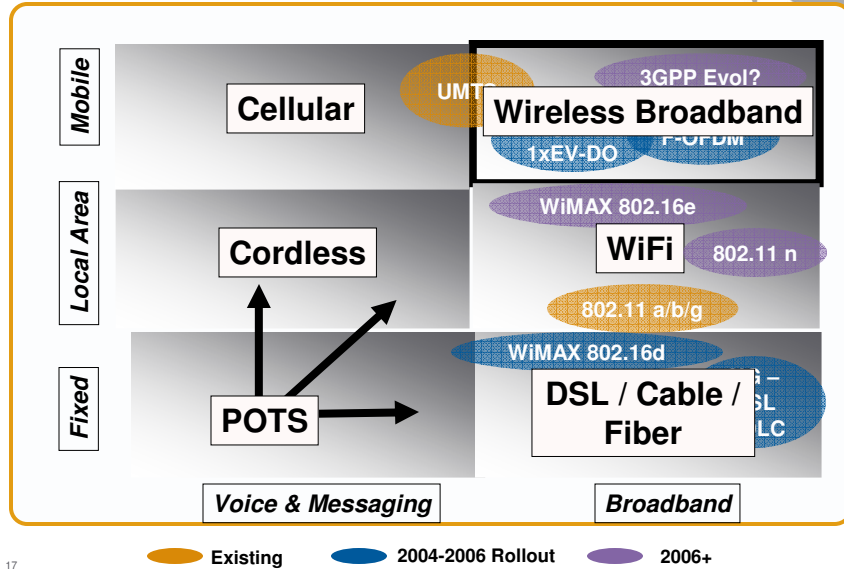 Mobile
Cellular
UMTS
3GPP Evol?
Wireless Broadband
1xEV-DO
F-OFDM
Local Area
Cordless
WiMAX 802.16e
WiFi
802.11 n
802.11 a/b/g
Fixed
POTS
WiMAX 802.16d
DSL / Cable /
Fiber
Voice & Messaging
Broadband
17
Existing
2004-2006 Rollout
2006+